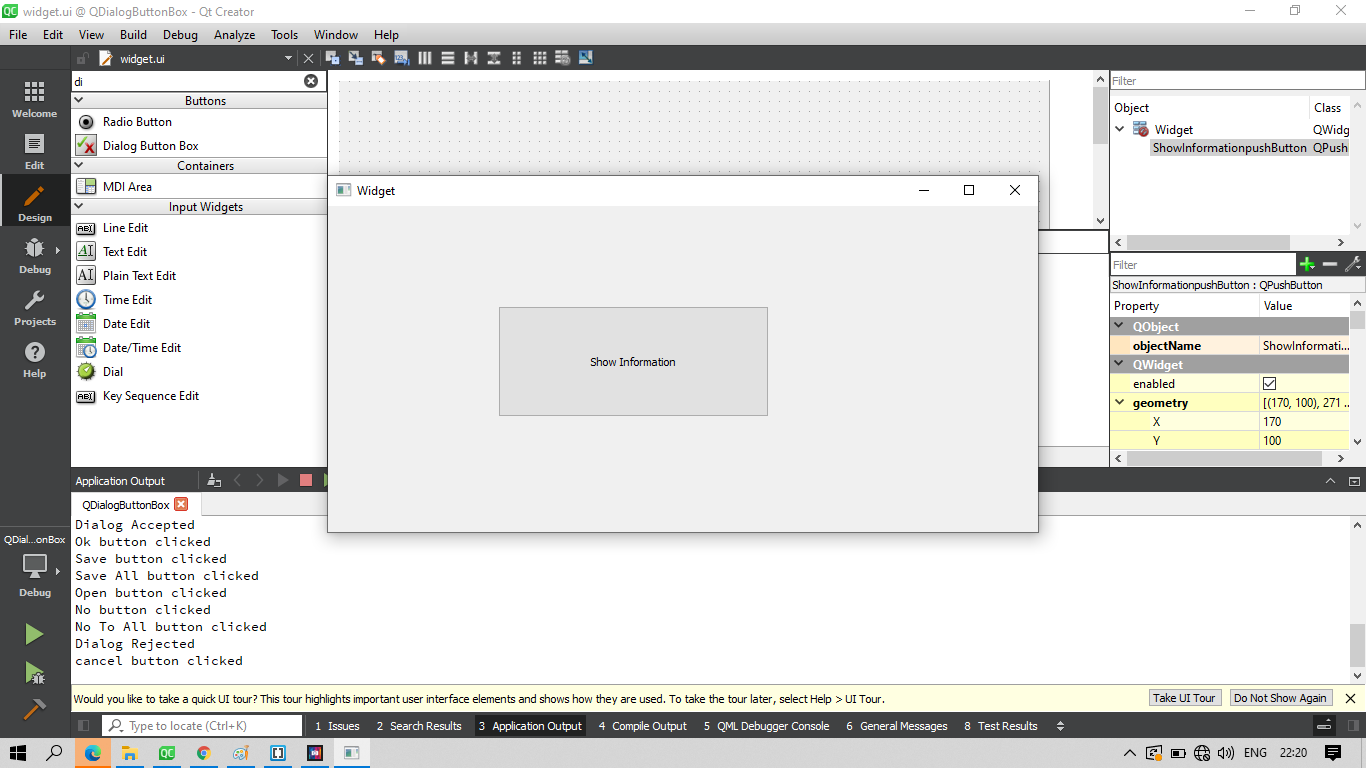 widget.ui @ QDialogButtonBox - Qt Creator
File Edit View Build Debug Analyze Tools Window Help
widget.ui
Welcome
Edit
Design
Debug
Projects
Help
QDial...onBox
Debug
di
Buttons
Radio Button
Dialog Button Box
Containers
MDI Area
Input Widgets
Line Edit
Text Edit
Plain Text Edit
Time Edit
Date Edit
Date/Time Edit
Dial
Key Sequence Edit
Widget
Show Information
Filter
Object Class
Widget QWidg
ShowInformationpushButton QPush
Filter
ShowInformationpushButton : QPushButton
Property Value
QObject
objectName ShowInformati...
QWidget
enabled
geometry [(170, 100), 271 ..
X 170
Y 100
Application Output
QDialogButtonBox
Dialog Accepted
Ok button clicked
Save button clicked
Save All button clicked
Open button clicked
No button clicked
No To All button clicked
Dialog Rejected
cancel button clicked
Would you like to take a quick UI tour? This tour highlights important user interface elements and shows how they are used. To take the tour later, select Help > UI Tour. Take UI Tour Do Not Show Again
Type to locate (Ctrl+K) 1 Issues 2 Search Results 3 Application Output 4 Compile Output 5 QML Debugger Console 6 General Messages 8 Test Results
ENG 22:20